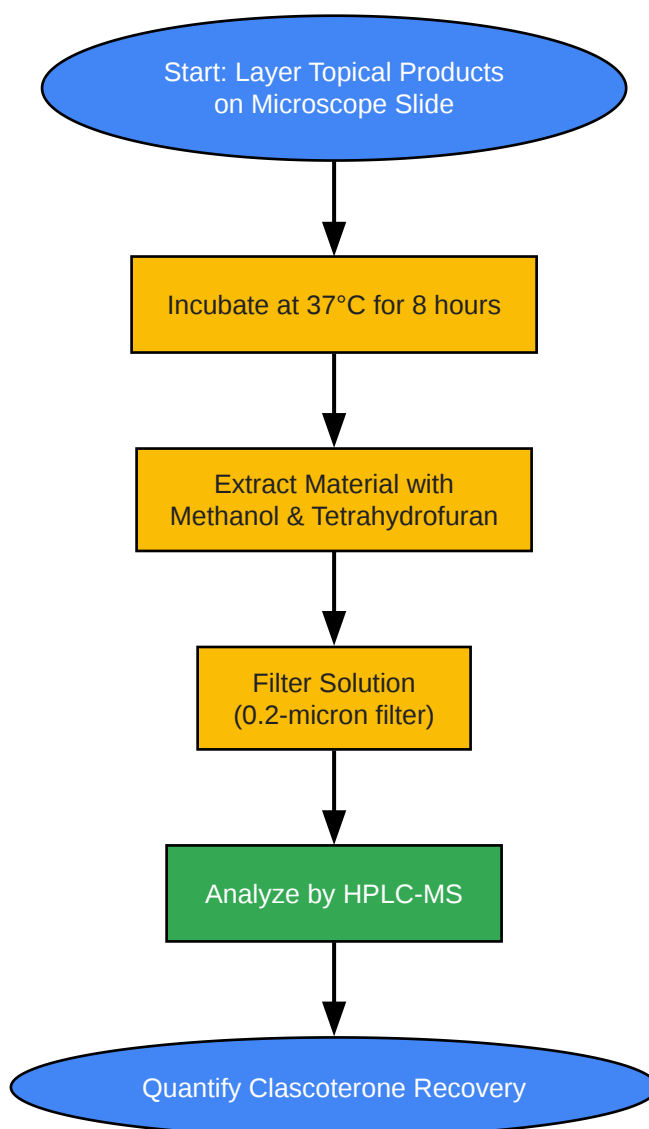 Start: Layer Topical Products
on Microscope Slide
Incubate at 37°C for 8 hours
Extract Material with
Methanol & Tetrahydrofuran
Filter Solution
(0.2-micron filter)
Analyze by HPLC-MS
Quantify Clascoterone Recovery